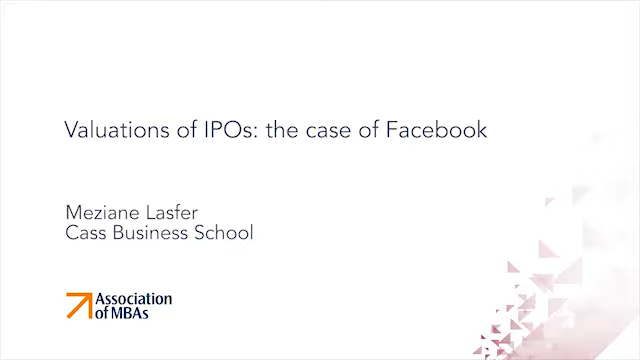 Valuations of IPOs: the case of Facebook
Meziane Lasfer
Cass Business School
Association
of MBAs